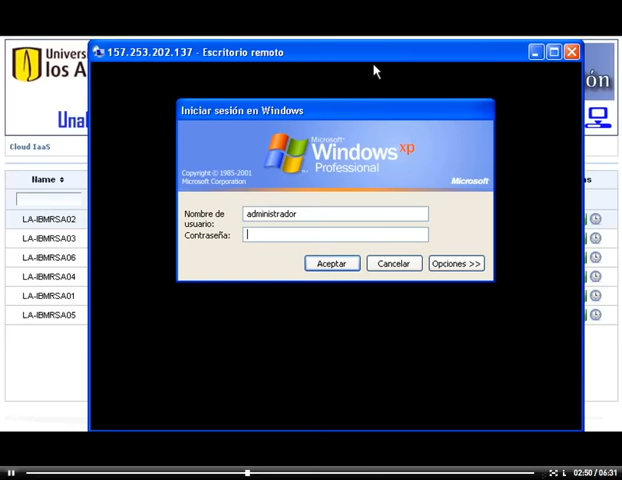 157.253.202.137 - Escritorio remoto
Univers
los A
ión
Una
Cloud IaaS
Name
as
LA-IBMRSA02
LA-IBMRSA03
LA-IBMRSA06
LA-IBMRSA04
LA-IBMRSA01
LA-IBMRSA05
Iniciar sesión en Windows
Microsoft®
Windows xp
Professional
Copyright © 1985-2001
Microsoft Corporation
Microsoft
Nombre de
usuario:
administrador
Contraseña:
Aceptar
Cancelar
Opciones >>
02:50 / 06:31